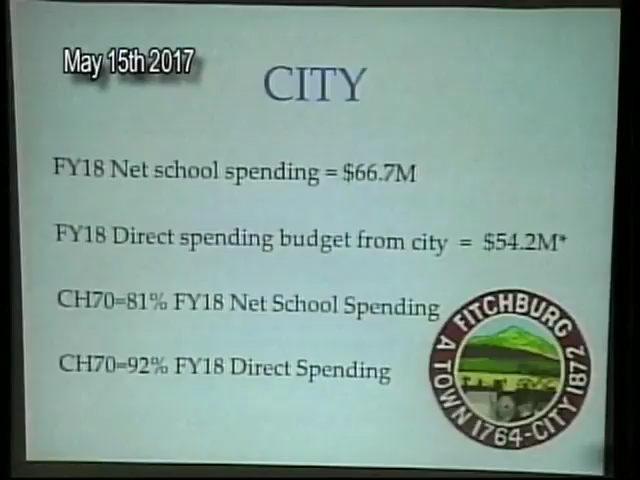 May 15th 2017
CITY
FY18 Net school spending = $66.7M
FY18 Direct spending budget from city = $54.2M*
CH70=81% FY18 Net School Spending
CH70=92% FY18 Direct Spending
FITCHBURG
A TOWN 1764-CITY 1872